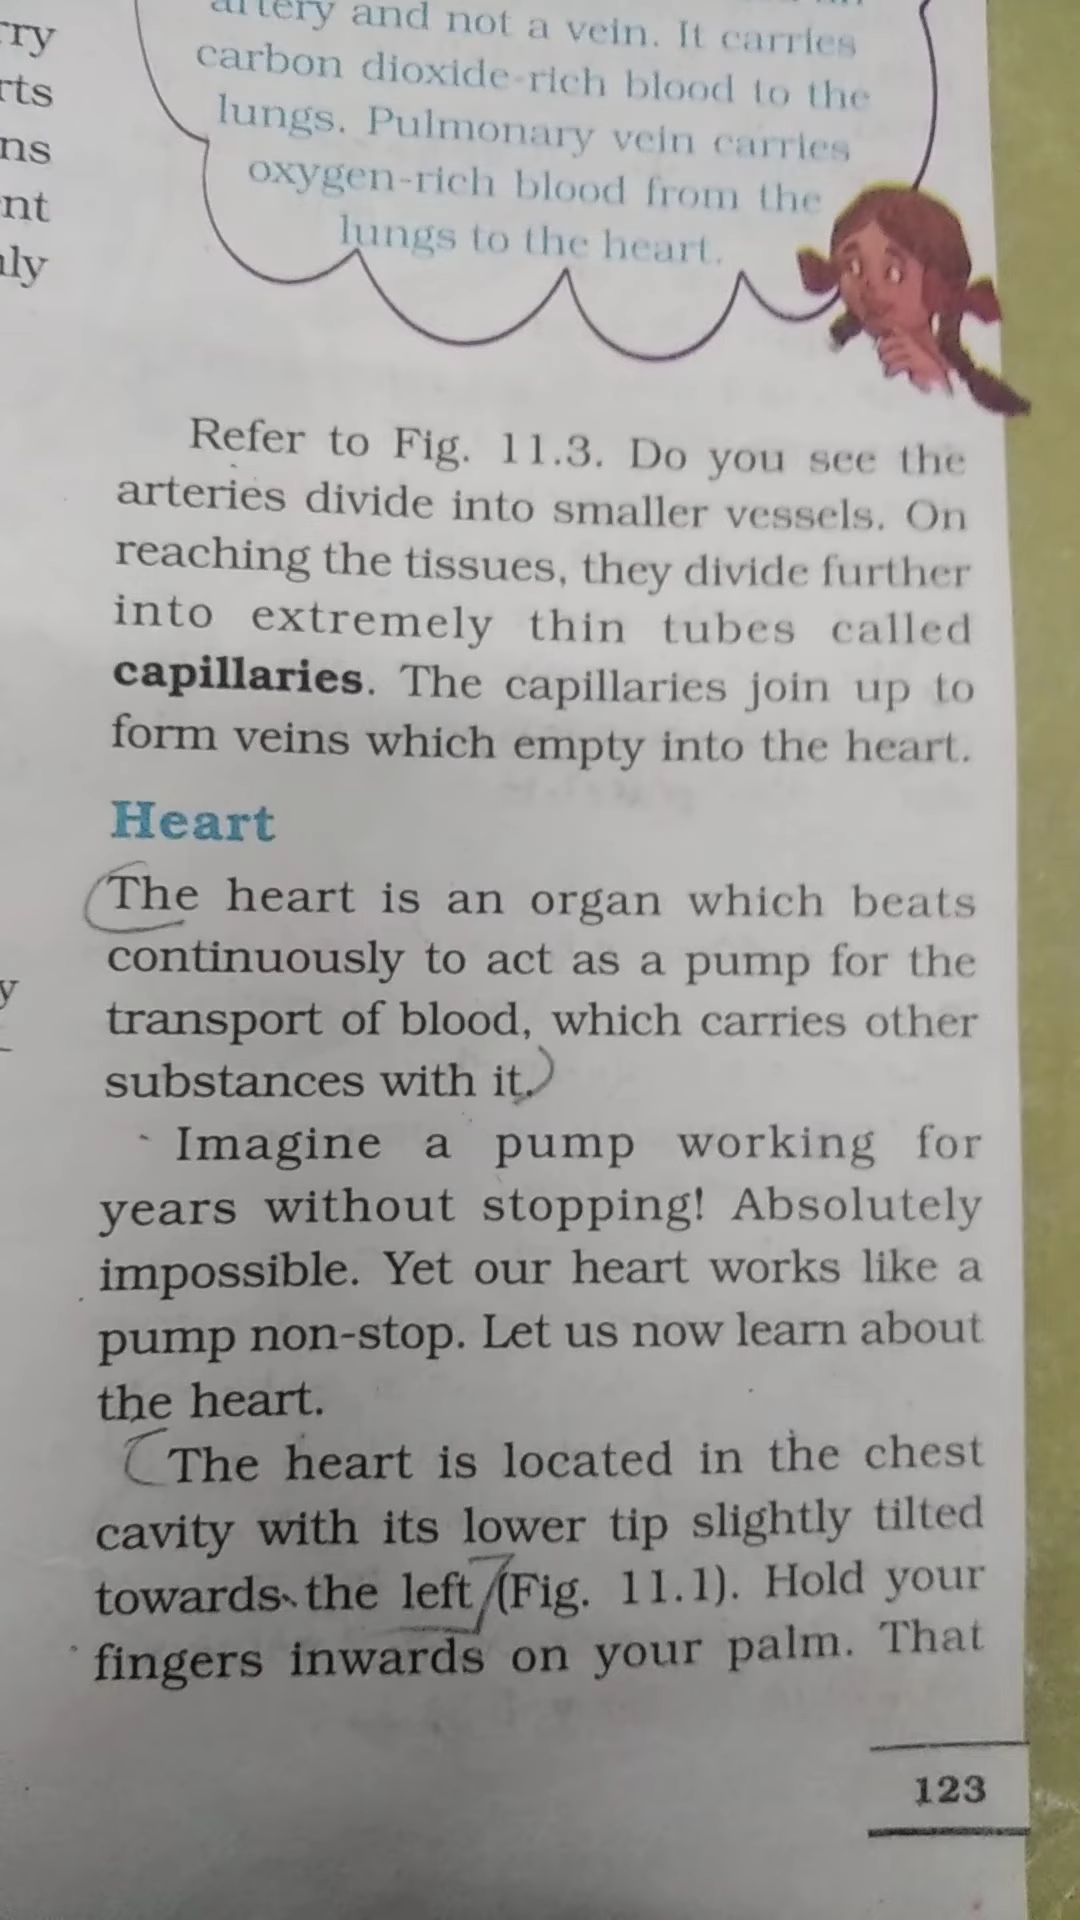 rry
rts
ns
nt
nly
artery and not a vein. It carries
carbon dioxide-rich blood to the
lungs. Pulmonary vein carries
oxygen-rich blood from the
lungs to the heart.
Refer to Fig. 11.3. Do you see the
arteries divide into smaller vessels. On
reaching the tissues, they divide further
into extremely thin tubes called
capillaries. The capillaries join up to
form veins which empty into the heart.
Heart
The heart is an organ which beats
continuously to act as a pump for the
transport of blood, which carries other
substances with it.
Imagine a pump working for
years without stopping! Absolutely
impossible. Yet our heart works like a
pump non-stop. Let us now learn about
the heart.
The heart is located in the chest
cavity with its lower tip slightly tilted
towards the left (Fig. 11.1). Hold your
fingers inwards on your palm. That
y
123